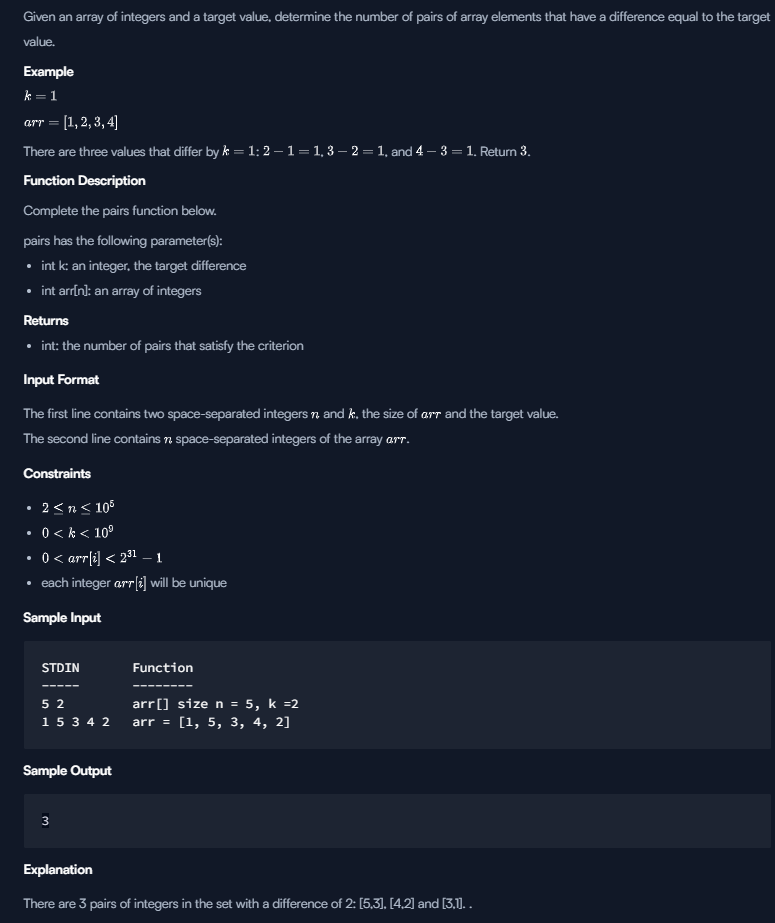 Given an array of integers and a target value, determine the number of pairs of array elements that have a difference equal to the target
value.
Example
k = 1
arr = [1, 2, 3, 4]
There are three values that differ by k = 1: 2 − 1 = 1, 3 − 2 = 1, and 4 − 3 = 1. Return 3.
Function Description
Complete the pairs function below.
pairs has the following parameter(s):
• int k: an integer, the target difference
• int arr[n]: an array of integers
Returns
• int: the number of pairs that satisfy the criterion
Input Format
The first line contains two space-separated integers n and k, the size of arr and the target value.
The second line contains n space-separated integers of the array arr.
Constraints
• 2 ≤ n ≤ 10⁵
• 0 < k < 10⁹
• 0 < arr[i] < 2³¹ − 1
• each integer arr[i] will be unique
Sample Input
STDIN       Function
-----       --------
5 2         arr[] size n = 5, k =2
1 5 3 4 2   arr = [1, 5, 3, 4, 2]
Sample Output
3
Explanation
There are 3 pairs of integers in the set with a difference of 2: [5,3], [4,2] and [3,1]. .